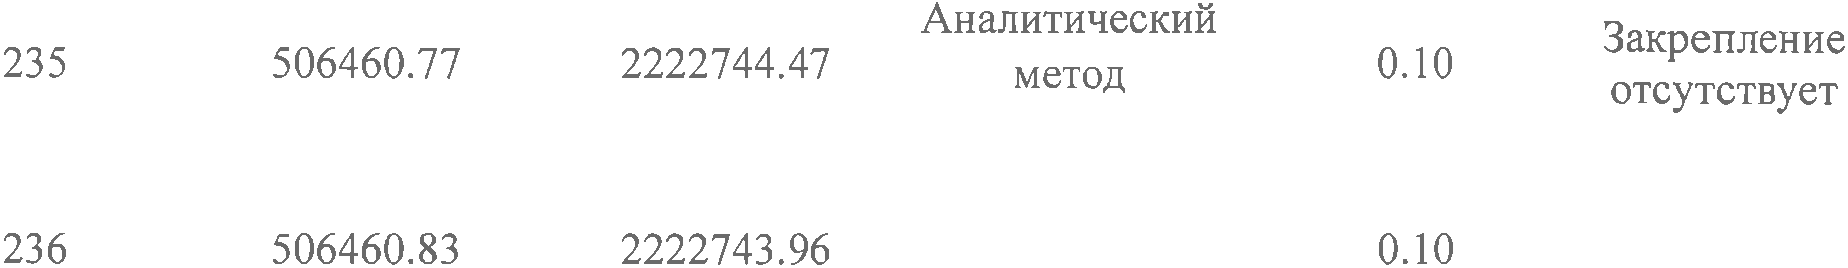 235 506460.77 2222744.47 Аналитический метод 0.10 Закрепление отсутствует
236 506460.83 2222743.96 0.10